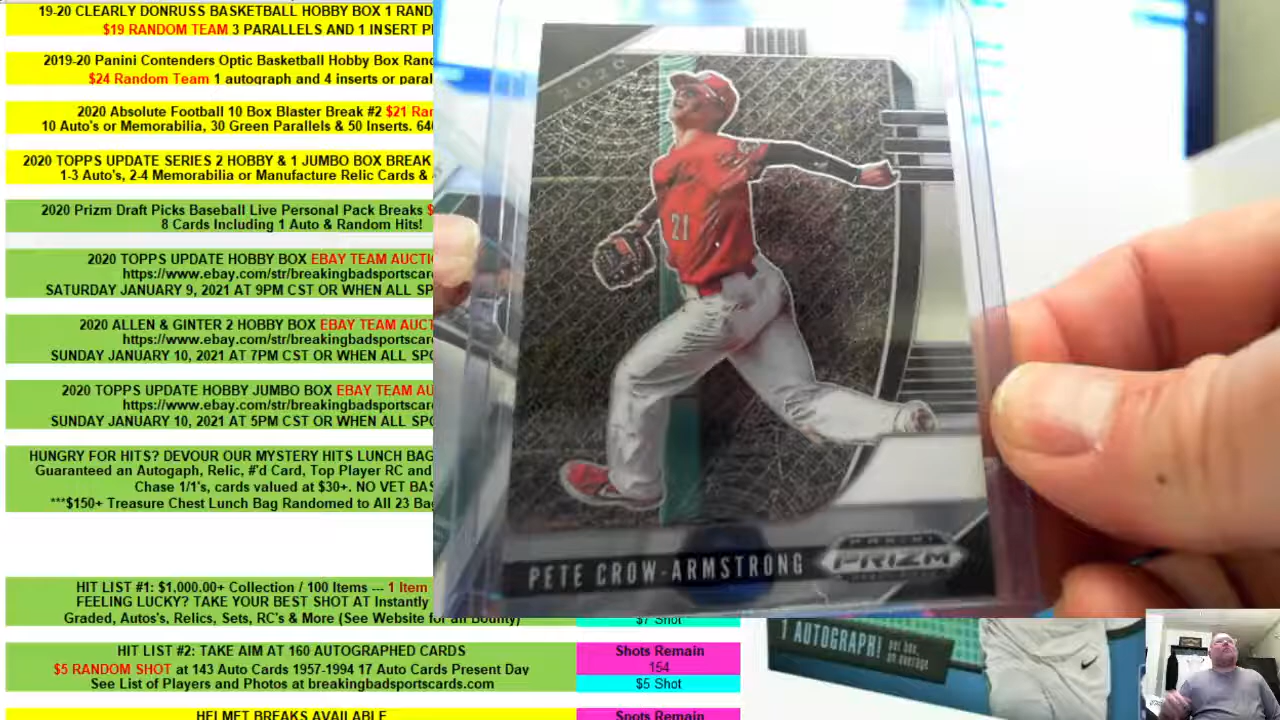 19-20 CLEARLY DONRUSS BASKETBALL HOBBY BOX 1 RAND
$19 RANDOM TEAM 3 PARALLELS AND 1 INSERT P
2019-20 Panini Contenders Optic Basketball Hobby Box Ran
$24 Random Team 1 autograph and 4 inserts or paral
2020 Absolute Football 10 Box Blaster Break #2 $21 Ran
10 Auto's or Memorabilia, 30 Green Parallels & 50 Inserts. 640
2020 TOPPS UPDATE SERIES 2 HOBBY & 1 JUMBO BOX BREAK
1-3 Auto's, 2-4 Memorabilia or Manufacture Relic Cards &
2020 Prizm Draft Picks Baseball Live Personal Pack Breaks $
8 Cards Including 1 Auto & Random Hits!
2020 TOPPS UPDATE HOBBY BOX EBAY TEAM AUCTI
https://www.ebay.com/str/breakingbadsportscar
SATURDAY JANUARY 9, 2021 AT 9PM CST OR WHEN ALL SP
2020 ALLEN & GINTER 2 HOBBY BOX EBAY TEAM AUCT
https://www.ebay.com/str/breakingbadsportscar
SUNDAY JANUARY 10, 2021 AT 7PM CST OR WHEN ALL SPO
2020 TOPPS UPDATE HOBBY JUMBO BOX EBAY TEAM AU
https://www.ebay.com/str/breakingbadsportscar
SUNDAY JANUARY 10, 2021 AT 5PM CST OR WHEN ALL SPO
HUNGRY FOR HITS? DEVOUR OUR MYSTERY HITS LUNCH BAG
Guaranteed an Autogaph, Relic, #'d Card, Top Player RC and
Chase 1/1's, cards valued at $30+. NO VET BAS
***$150+ Treasure Chest Lunch Bag Randomed to All 23 Bag
HIT LIST #1: $1,000.00+ Collection / 100 Items --- 1 Item
FEELING LUCKY? TAKE YOUR BEST SHOT AT Instantly
Graded, Autos's, Relics, Sets, RC's & More (See Website for an Bounty)
$7 Shot
HIT LIST #2: TAKE AIM AT 160 AUTOGRAPHED CARDS
$5 RANDOM SHOT at 143 Auto Cards 1957-1994 17 Auto Cards Present Day
See List of Players and Photos at breakingbadsportscards.com
Shots Remain
154
$5 Shot
HELMET BREAKS AVAILABLE
Spots Remain
2020
21
PETE CROW-ARMSTRONG
PANINI
PRIZM
1 AUTOGRAPH!
per box,
on average